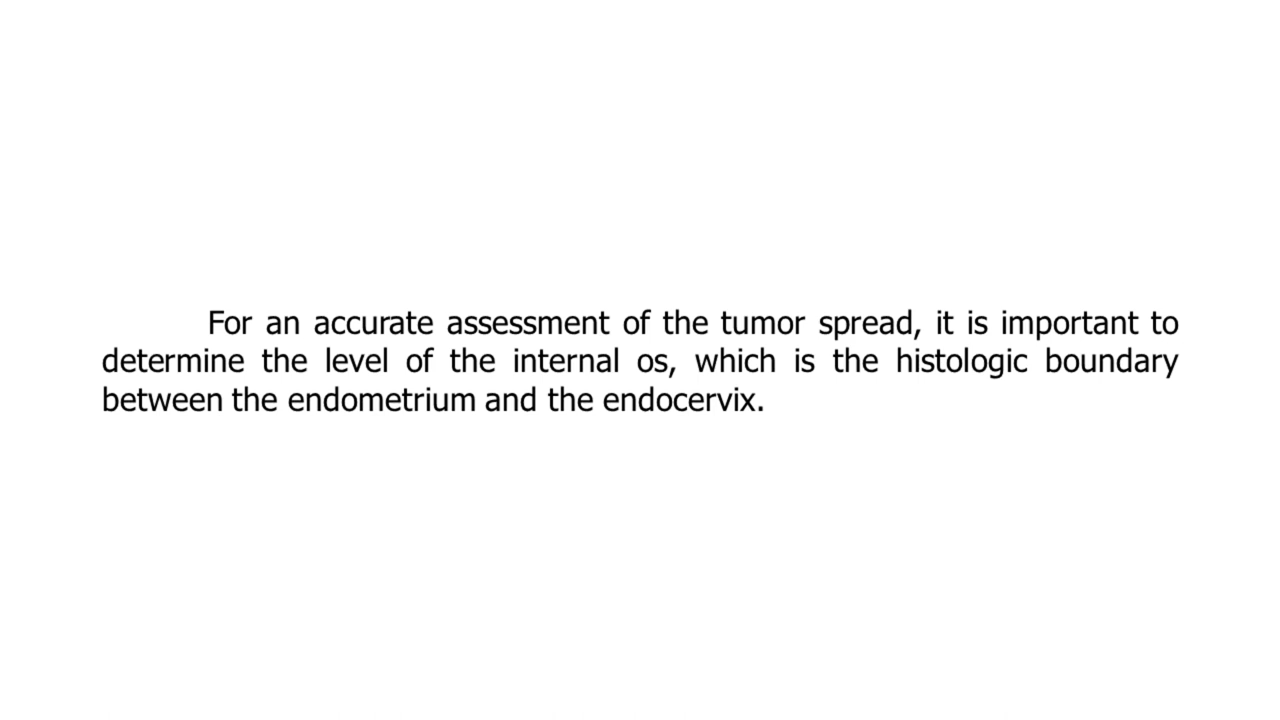 For an accurate assessment of the tumor spread, it is important to
determine the level of the internal os, which is the histologic boundary
between the endometrium and the endocervix.